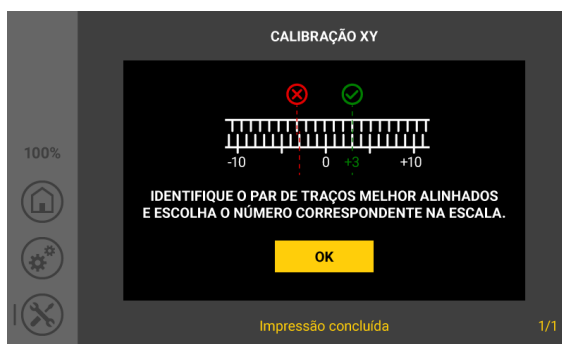 CALIBRAÇÃO XY
100%
-10 0 +3 +10
IDENTIFIQUE O PAR DE TRAÇOS MELHOR ALINHADOS
E ESCOLHA O NÚMERO CORRESPONDENTE NA ESCALA.
OK
Impressão concluída 1/1